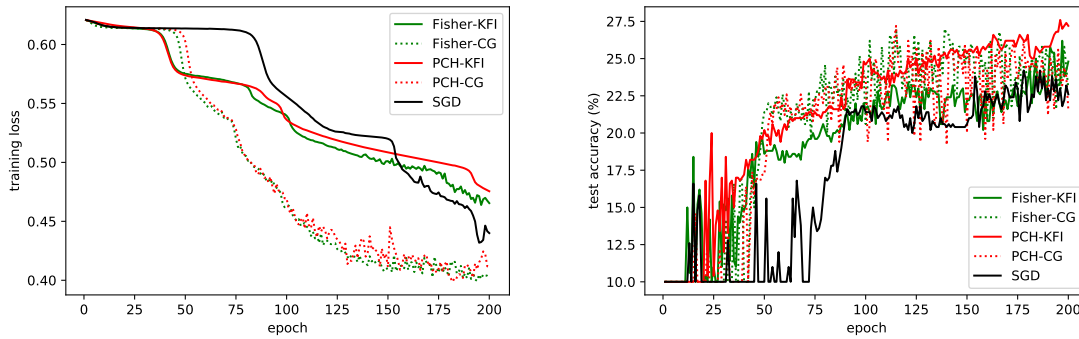 training loss
0.60
0.55
0.50
0.45
0.40
0
25
50
75
100
125
150
175
200
epoch
Fisher-KFI
Fisher-CG
PCH-KFI
PCH-CG
SGD
test accuracy (%)
27.5
25.0
22.5
20.0
17.5
15.0
12.5
10.0
0
25
50
75
100
125
150
175
200
epoch
Fisher-KFI
Fisher-CG
PCH-KFI
PCH-CG
SGD